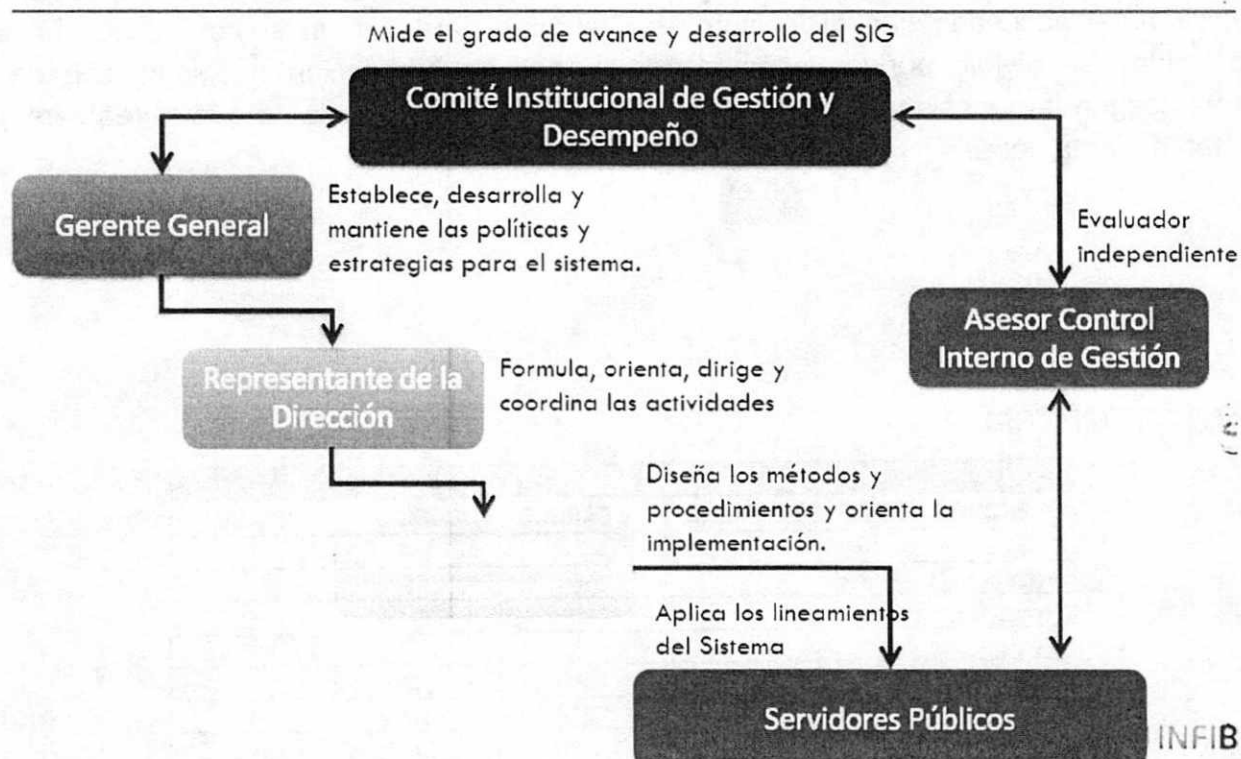 Mide el grado de avance y desarrollo del SIG
Comité Institucional de Gestión y
Desempeño
Gerente General
Establece, desarrolla y
mantiene las políticas y
estrategias para el sistema.
Evaluador
independiente
Asesor Control
Interno de Gestión
Representante de la
Dirección
Formula, orienta, dirige y
coordina las actividades
Diseña los métodos y
procedimientos y orienta la
implementación.
Aplica los lineamientos
del Sistema
Servidores Públicos
INFIB